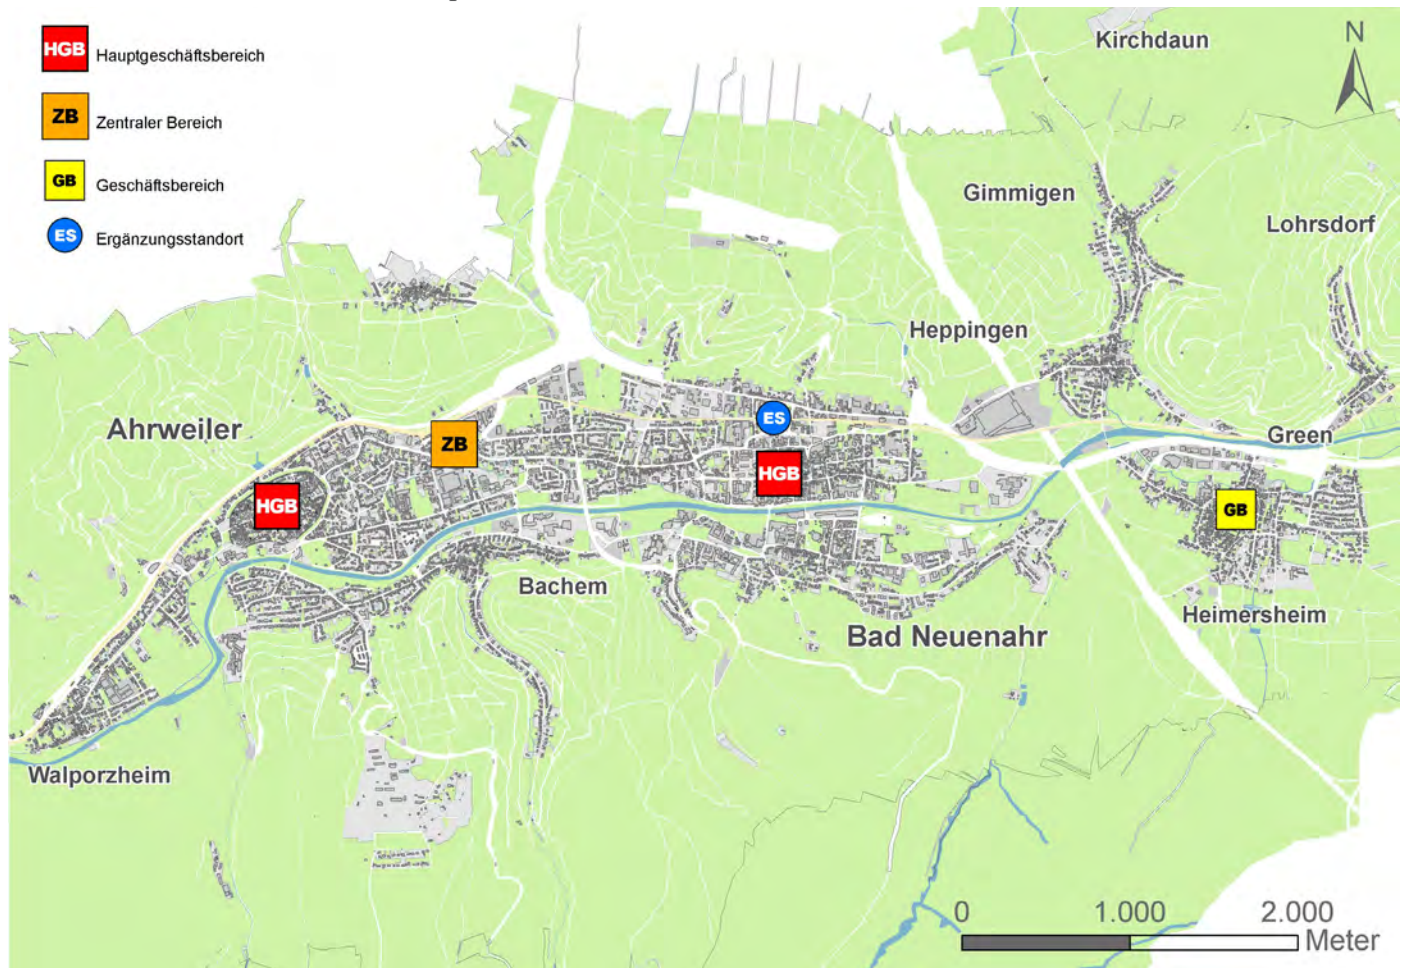 HGB Hauptgeschäftsbereich
ZB Zentraler Bereich
GB Geschäftsbereich
ES Ergänzungsstandort
Kirchdaun
N
Gimmigen
Lohrsdorf
Heppingen
Ahrweiler
ES
ZB
Green
HGB
HGB
GB
Bachem
Heimersheim
Bad Neuenahr
Walporzheim
0 1.000 2.000
Meter